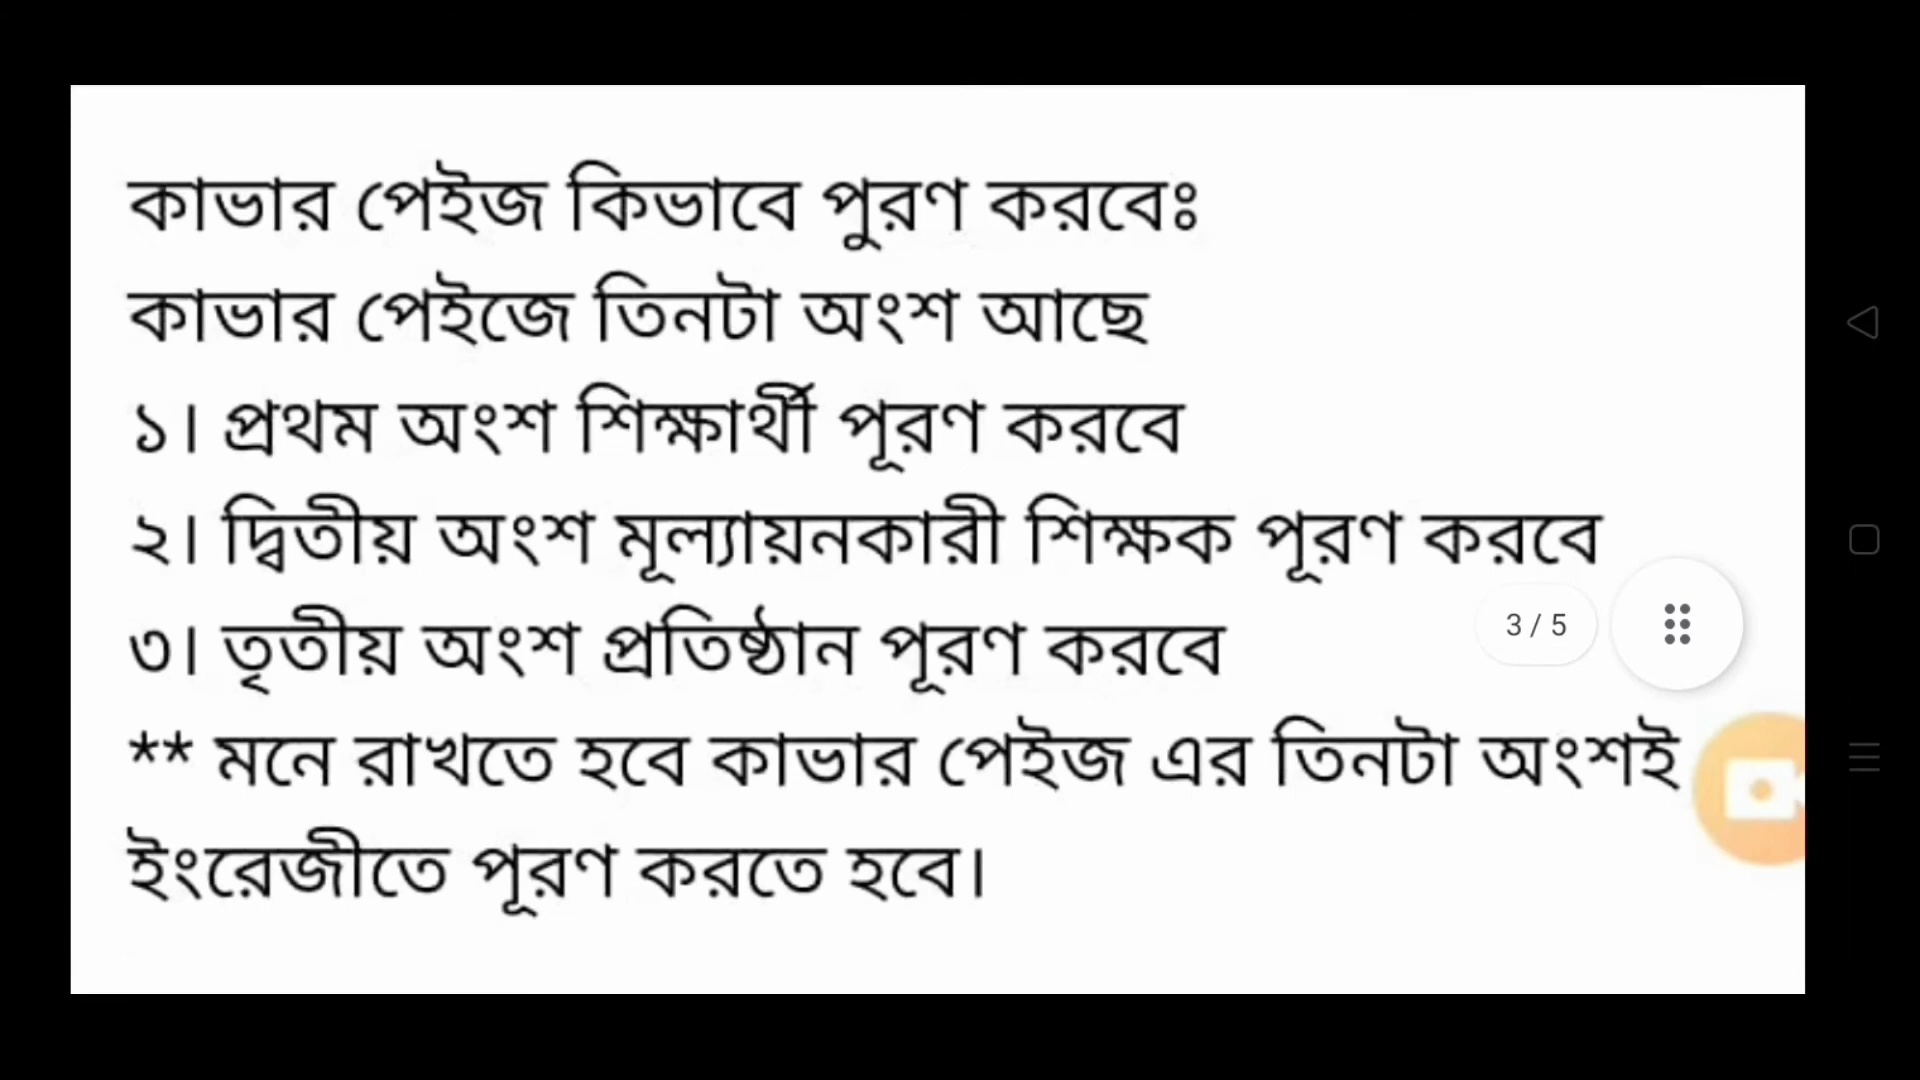 কাভার পেইজ কিভাবে পুরণ করবেঃ
কাভার পেইজে তিনটা অংশ আছে
১। প্রথম অংশ শিক্ষার্থী পূরণ করবে
২। দ্বিতীয় অংশ মূল্যায়নকারী শিক্ষক পূরণ করবে
৩। তৃতীয় অংশ প্রতিষ্ঠান পূরণ করবে
3 / 5
** মনে রাখতে হবে কাভার পেইজ এর তিনটা অংশই
ইংরেজীতে পূরণ করতে হবে।